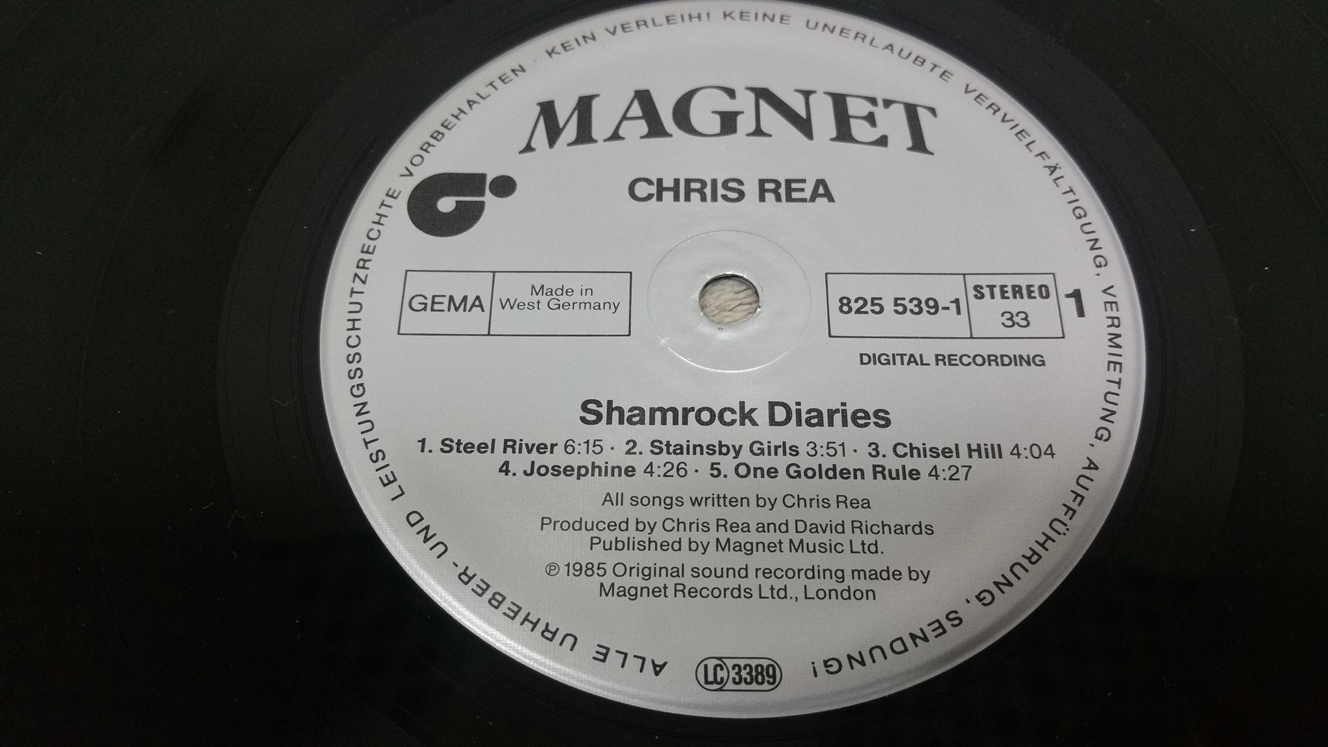 ALLE URHEBER- UND LEISTUNGSSCHUTZRECHTE VORBEHALTEN · KEIN VERLEIH! KEINE UNERLAUBTE VERVIELFÄLTIGUNG, VERMIETUNG, AUFFÜHRUNG, SENDUNG!
MAGNET
CHRIS REA
GEMA
Made in
West Germany
825 539-1
STEREO
33
1
DIGITAL RECORDING
Shamrock Diaries
1. Steel River 6:15 · 2. Stainsby Girls 3:51 · 3. Chisel Hill 4:04
4. Josephine 4:26 · 5. One Golden Rule 4:27
All songs written by Chris Rea
Produced by Chris Rea and David Richards
Published by Magnet Music Ltd.
℗ 1985 Original sound recording made by
Magnet Records Ltd., London
LC 3389